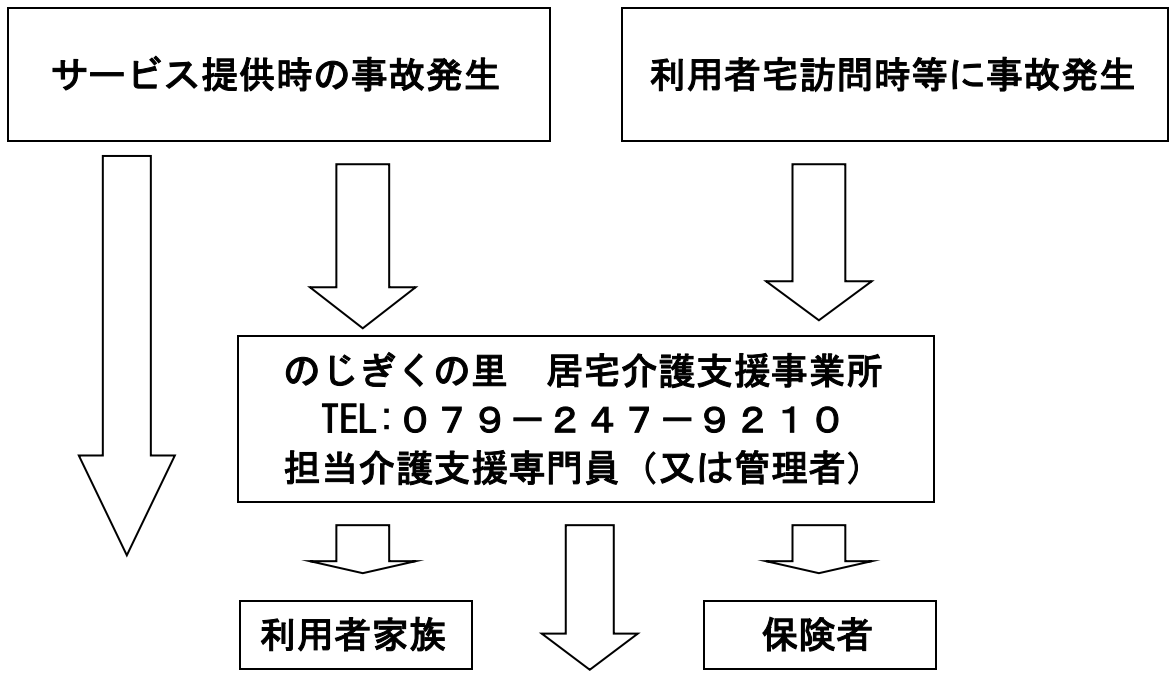 サービス提供時の事故発生
利用者宅訪問時等に事故発生
のじぎくの里　居宅介護支援事業所
TEL:０７９－２４７－９２１０
担当介護支援専門員（又は管理者）
利用者家族
保険者